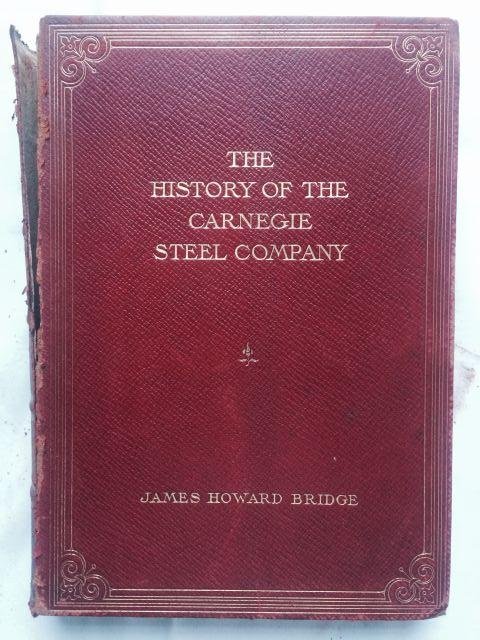 THE
HISTORY OF THE
CARNEGIE
STEEL COMPANY
JAMES HOWARD BRIDGE